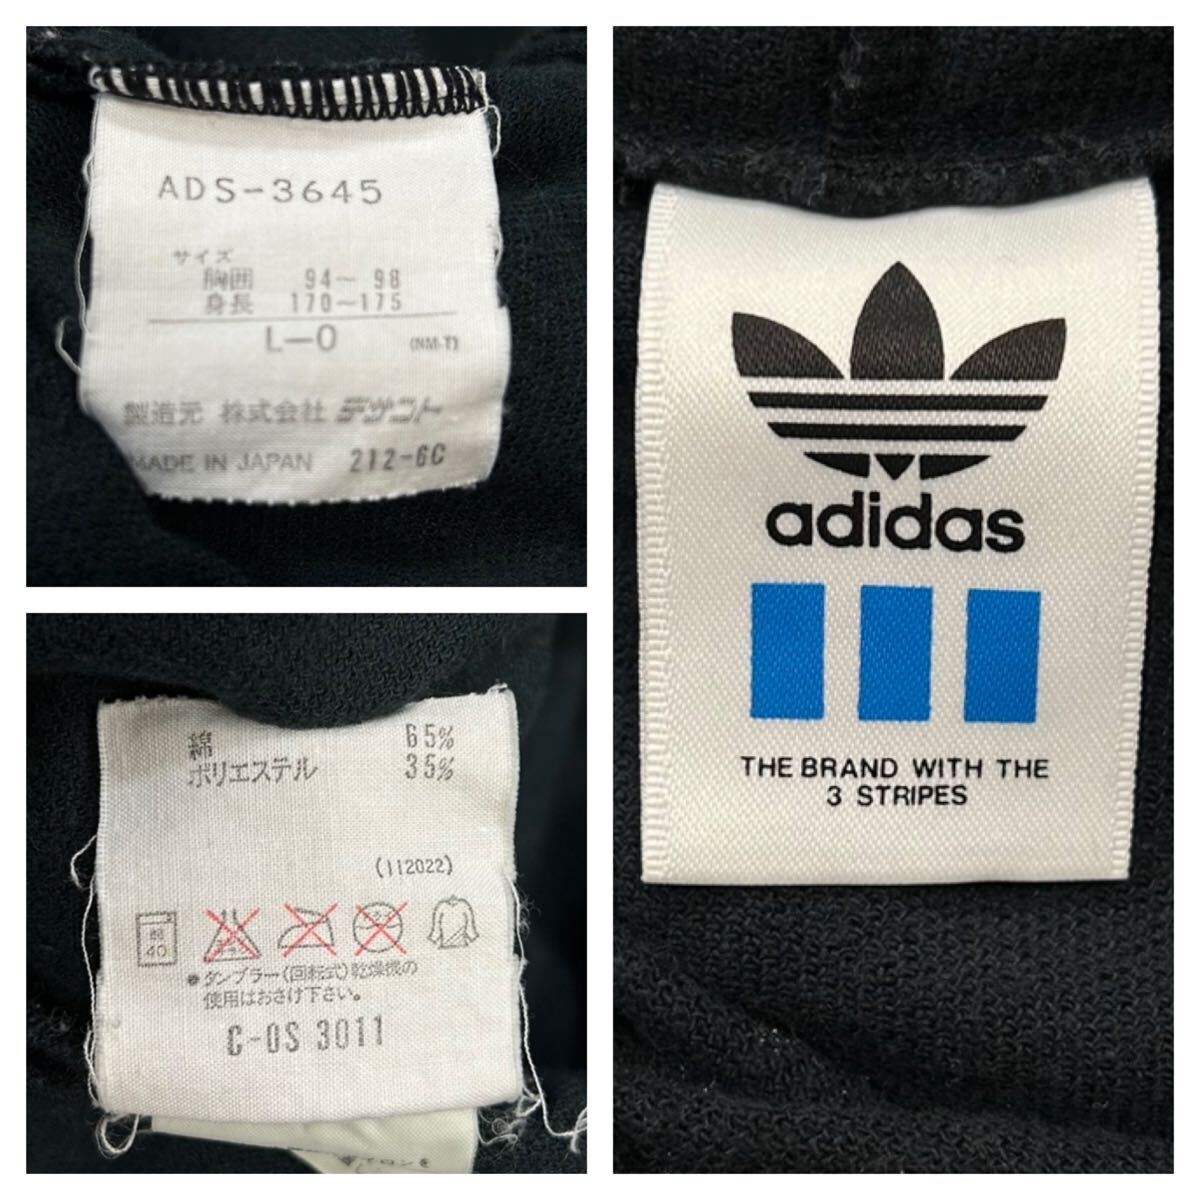 ADS-3645
サイズ
胸囲 94～98
身長 170～175
L-0 (NM-T)
製造元 株式会社 デサント
MADE IN JAPAN 212-6C
綿 65%
ポリエステル 35%
(112022)
40
●タンブラー(回転式)乾燥機の
使用はおさけ下さい。
C-OS 3011
adidas
THE BRAND WITH THE
3 STRIPES